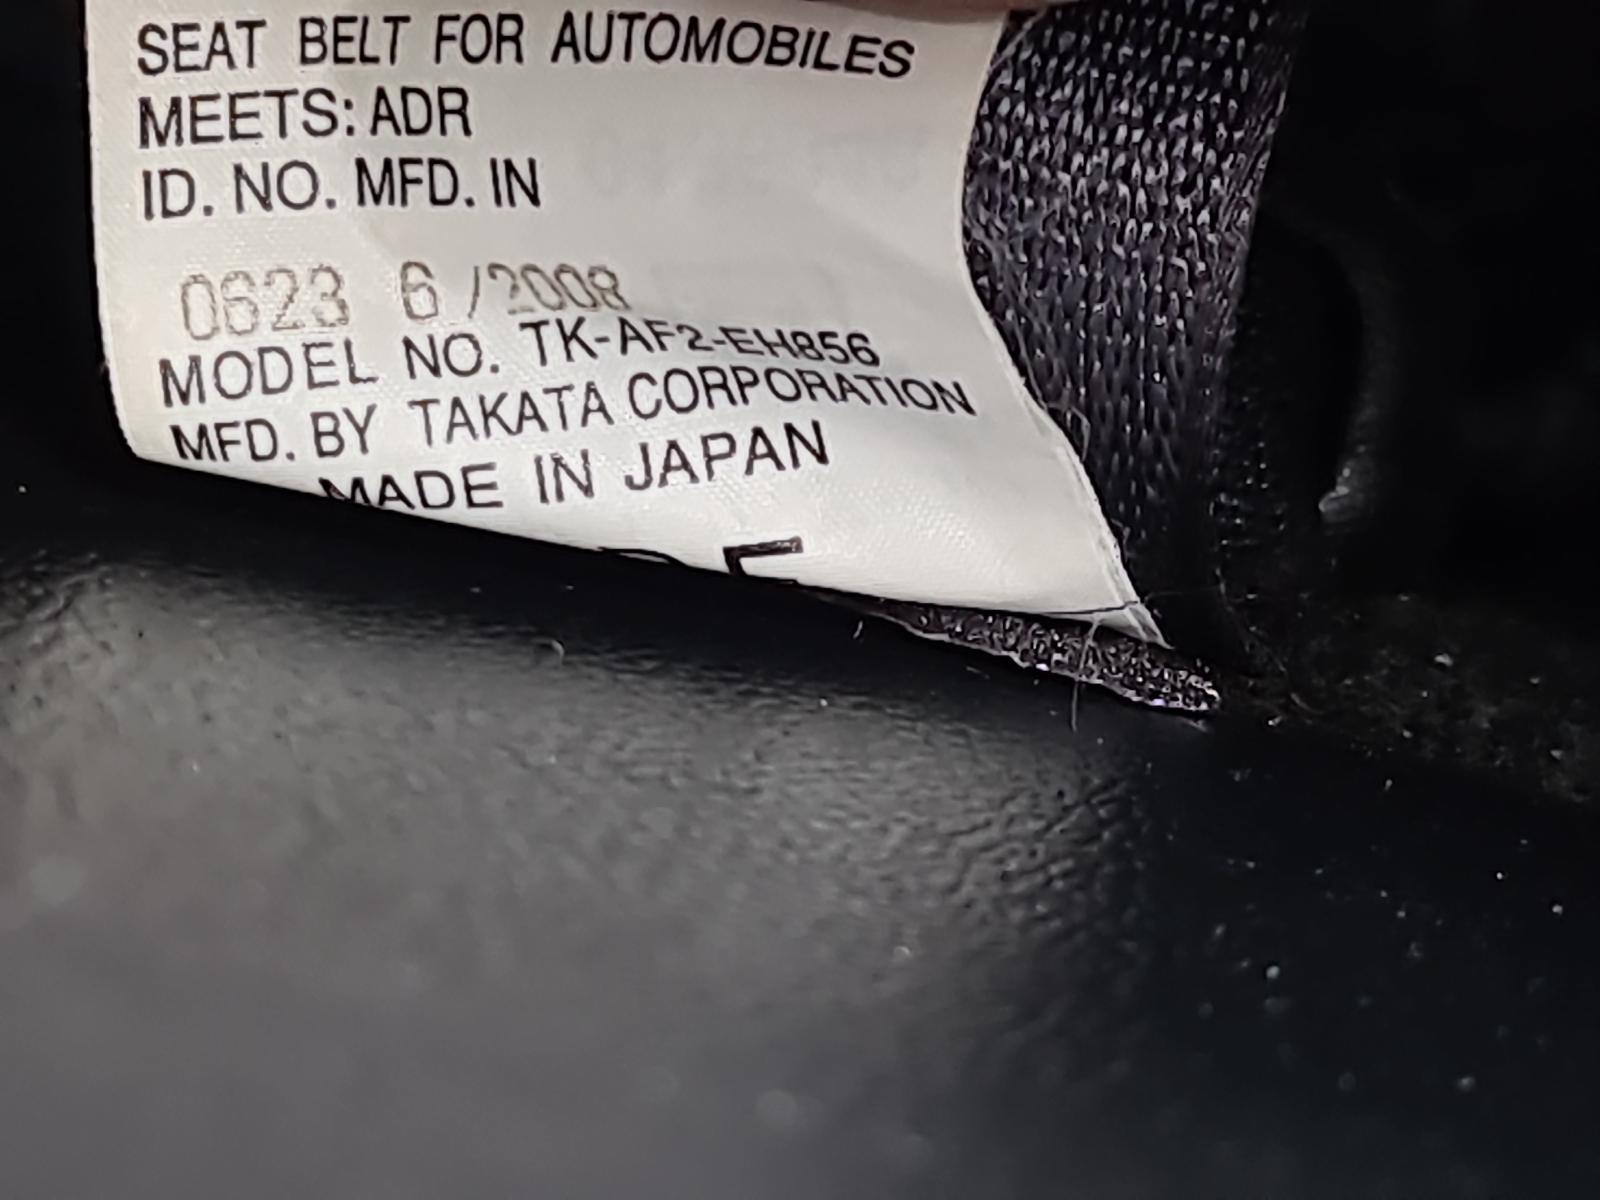 SEAT BELT FOR AUTOMOBILES
MEETS: ADR
ID. NO. MFD. IN
0623 6/2008
MODEL NO. TK-AF2-EH856
MFD. BY TAKATA CORPORATION
MADE IN JAPAN